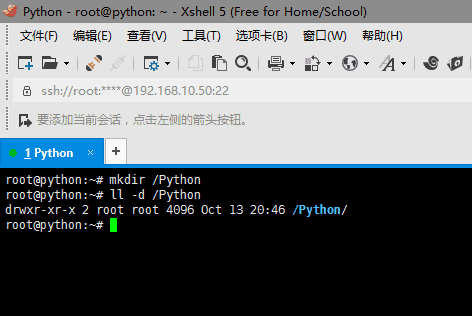 Python - root@python: ~ - Xshell 5 (Free for Home/School)
文件(F) 编辑(E) 查看(V) 工具(T) 选项卡(B) 窗口(W) 帮助(H)
ssh://root:****@192.168.10.50:22
要添加当前会话，点击左侧的箭头按钮。
1 Python × +
root@python:~# mkdir /Python
root@python:~# ll -d /Python
drwxr-xr-x 2 root root 4096 Oct 13 20:46 /Python/
root@python:~#